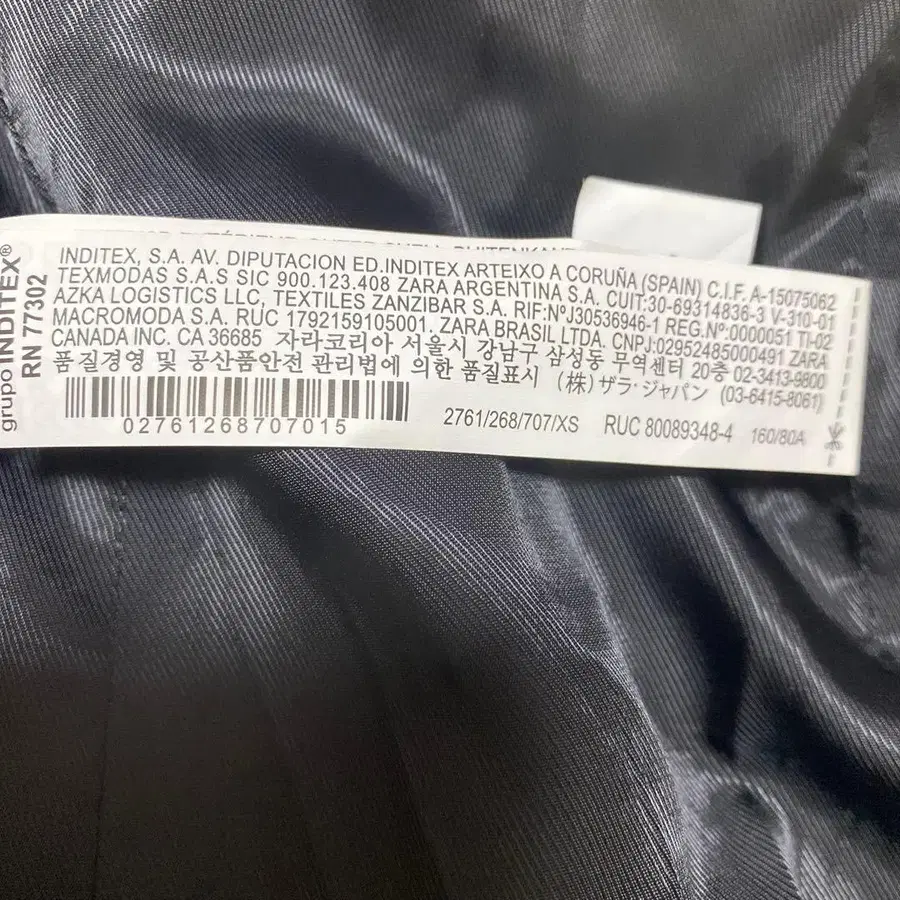 grupo INDITEX®
RN 77302
INDITEX, S.A. AV. DIPUTACION ED.INDITEX ARTEIXO A CORUÑA (SPAIN) C.I.F. A-15075062
TEXMODAS S.A.S SIC 900.123.408 ZARA ARGENTINA S.A. CUIT:30-69314836-3 V-310-01
AZKA LOGISTICS LLC, TEXTILES ZANZIBAR S.A. RIF:NºJ30536946-1 REG.Nº:0000051 TI-02
MACROMODA S.A. RUC 1792159105001. ZARA BRASIL LTDA. CNPJ:02952485000491 ZARA
CANADA INC. CA 36685 자라코리아 서울시 강남구 삼성동 무역센터 20층 02-3413-9800
품질경영 및 공산품안전 관리법에 의한 품질표시 (株)ザラ・ジャパン (03-6415-8061)
02761268707015
2761/268/707/XS RUC 80089348-4 160/80A